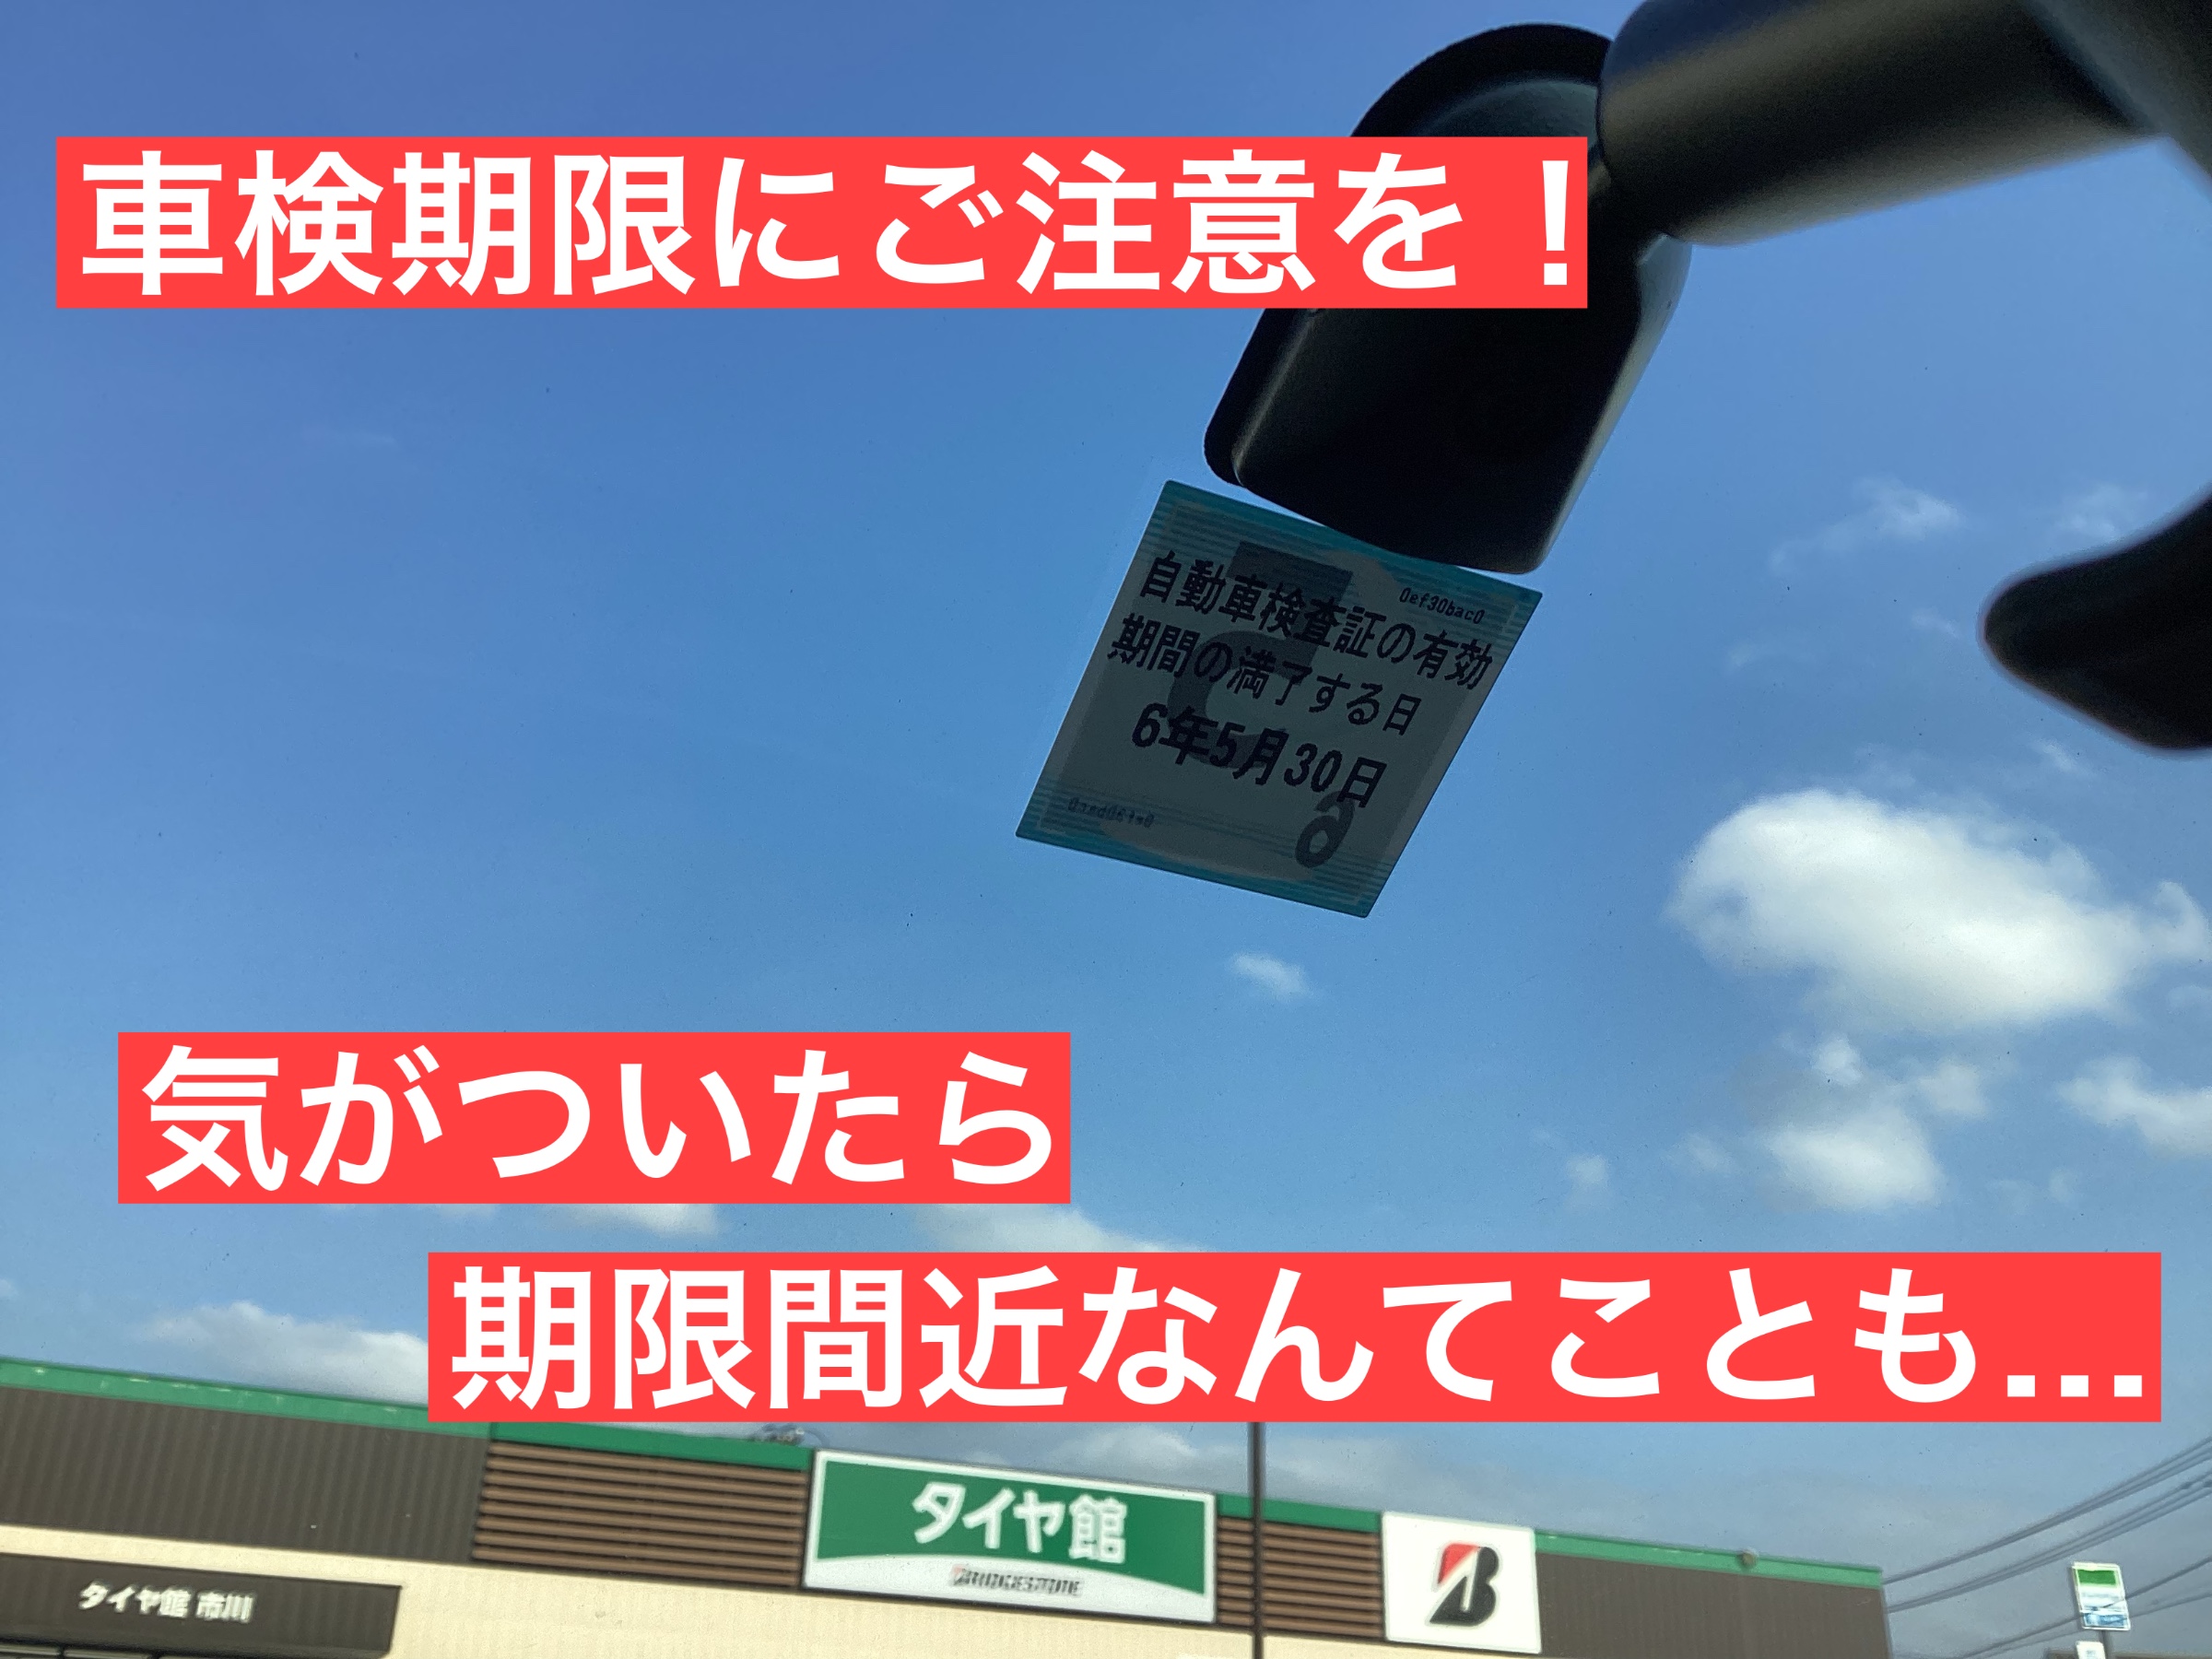 車検期限にご注意を！
0ef30bac0
自動車検査証の有効
期間の満了する日
6年5月30日
6
気がついたら
期限間近なんてことも...
タイヤ館
BRIDGESTONE
B
タイヤ館 市川